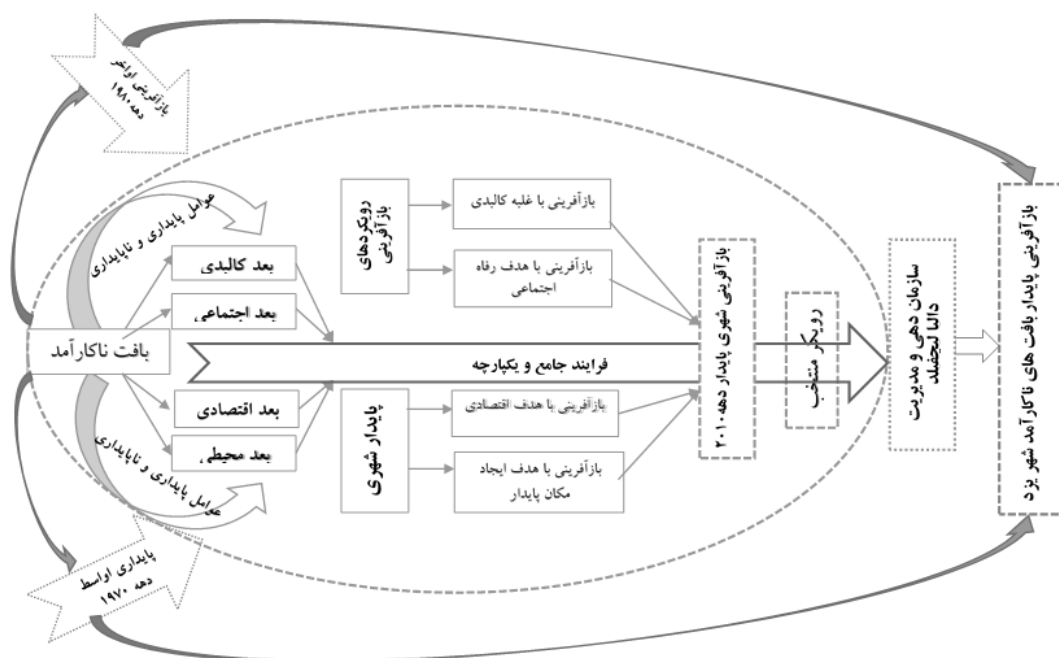 بازآفرینی اواخر
دهه ۱۹۸۰
عوامل پایداری و ناپایداری
بافت ناکارآمد
بعد کالبدی
بعد اجتماعی
بعد اقتصادی
بعد محیطی
عوامل پایداری و ناپایداری
پایداری اواسط
دهه ۱۹۷۰
رویکردهای
بازآفرینی
بازآفرینی با غلبه کالبدی
بازآفرینی با هدف رفاه
اجتماعی
فرایند جامع و یکپارچه
پایدار شهری
بازآفرینی با هدف اقتصادی
بازآفرینی با هدف ایجاد
مکان پایدار
بازآفرینی شهری پایدار دهه ۲۰۱۰
رویکر منتخب
سازمان دهی و مدیریت
دالیا لیچفیلد
بازآفرینی پایدار بافت های ناکارآمد شهر یزد